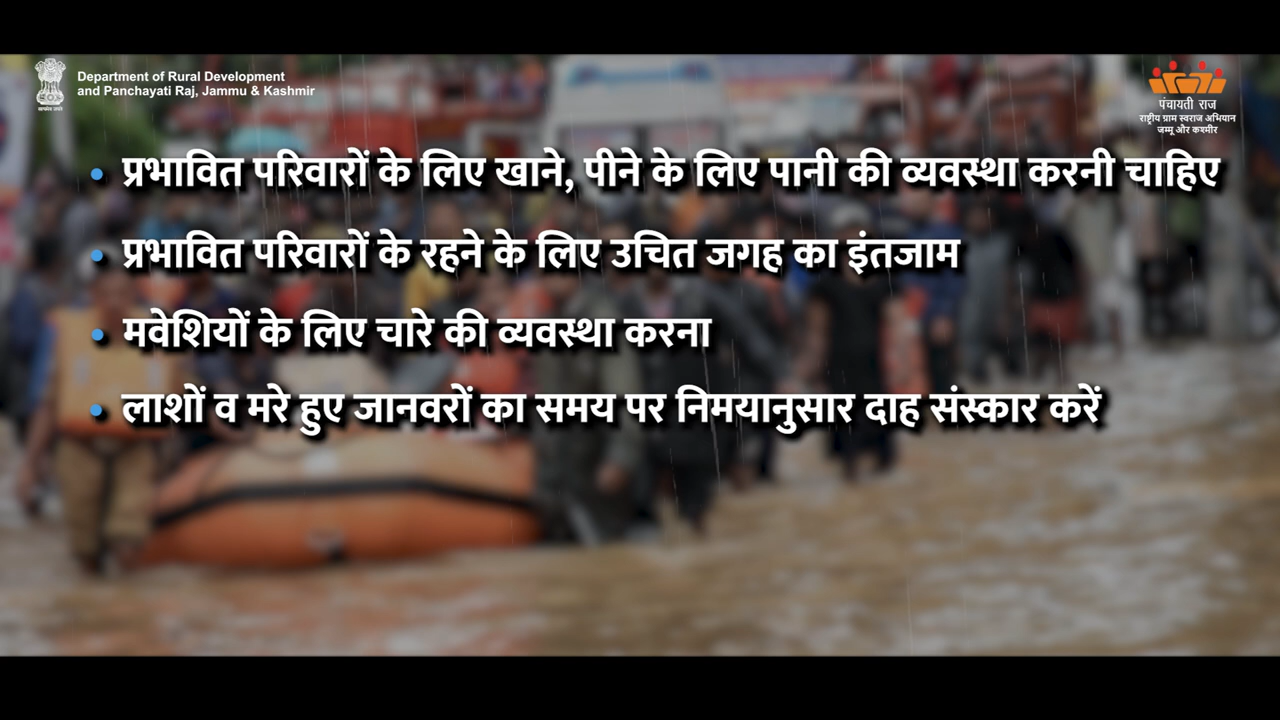 Department of Rural Development
and Panchayati Raj, Jammu & Kashmir
पंचायती राज
राष्ट्रीय ग्राम स्वराज अभियान
जम्मू और कश्मीर
• प्रभावित परिवारों के लिए खाने, पीने के लिए पानी की व्यवस्था करनी चाहिए
• प्रभावित परिवारों के रहने के लिए उचित जगह का इंतजाम
• मवेशियों के लिए चारे की व्यवस्था करना
• लाशों व मरे हुए जानवरों का समय पर निमयानुसार दाह संस्कार करें